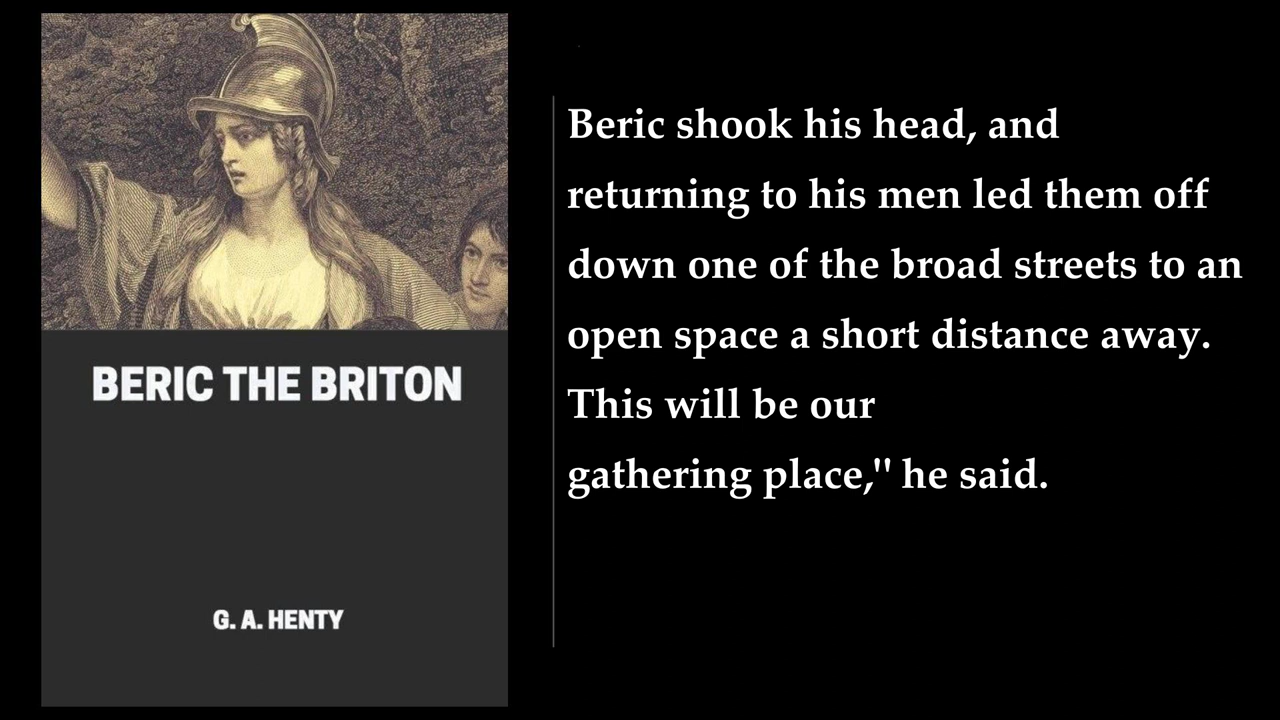 BERIC THE BRITON
G. A. HENTY
Beric shook his head, and
returning to his men led them off
down one of the broad streets to an
open space a short distance away.
This will be our
gathering place," he said.